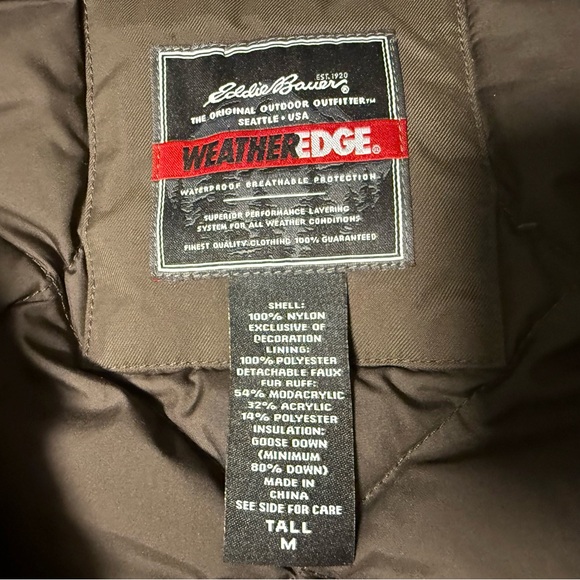 Eddie Bauer®
EST. 1920
THE ORIGINAL OUTDOOR OUTFITTER™
SEATTLE • USA
WEATHEREDGE®
WATERPROOF BREATHABLE PROTECTION
SUPERIOR PERFORMANCE LAYERING
SYSTEM FOR ALL WEATHER CONDITIONS
FINEST QUALITY CLOTHING 100% GUARANTEED
SHELL:
100% NYLON
EXCLUSIVE OF
DECORATION
LINING:
100% POLYESTER
DETACHABLE FAUX
FUR RUFF:
54% MODACRYLIC
32% ACRYLIC
14% POLYESTER
INSULATION:
GOOSE DOWN
(MINIMUM
80% DOWN)
MADE IN
CHINA
SEE SIDE FOR CARE
TALL
M